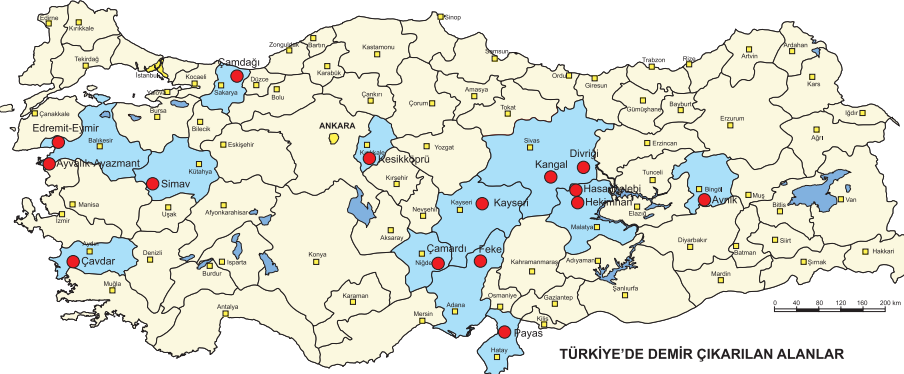 Edirne
Kırıkkale
Tekirdağ
İstanbul
Kocaeli
Yalova
Çamdağı
Sakarya
Düzce
Bolu
Zonguldak
Bartın
Karabük
Kastamonu
Sinop
Çankırı
Çorum
Samsun
Amasya
Tokat
Ordu
Giresun
Trabzon
Rize
Artvin
Ardahan
Kars
Gümüşhane
Bayburt
Erzurum
Iğdır
Ağrı
Çanakkale
Bursa
Bilecik
Eskişehir
ANKARA
Edremit-Eymir
Balıkesir
Ayvalık Ayazmant
Kütahya
Simav
Kırıkkale
Kesikköprü
Yozgat
Kırşehir
Sivas
Kangal
Divriği
Hasançelebi
Hekimhan
Erzincan
Tunceli
Elazığ
Bingöl
Avnik
Muş
Bitlis
Van
Manisa
İzmir
Uşak
Afyonkarahisar
Nevşehir
Kayseri
Kayseri
Aksaray
Malatya
Aydın
Çavdar
Denizli
Muğla
Burdur
Isparta
Antalya
Konya
Karaman
Niğde
Çamardı
Feke
Adana
Mersin
Kahramanmaraş
Osmaniye
Adıyaman
Gaziantep
Kilis
Şanlıurfa
Diyarbakır
Batman
Siirt
Mardin
Şırnak
Hakkari
Payas
Hatay
0 40 80 120 160 200 km
TÜRKİYE'DE DEMİR ÇIKARILAN ALANLAR